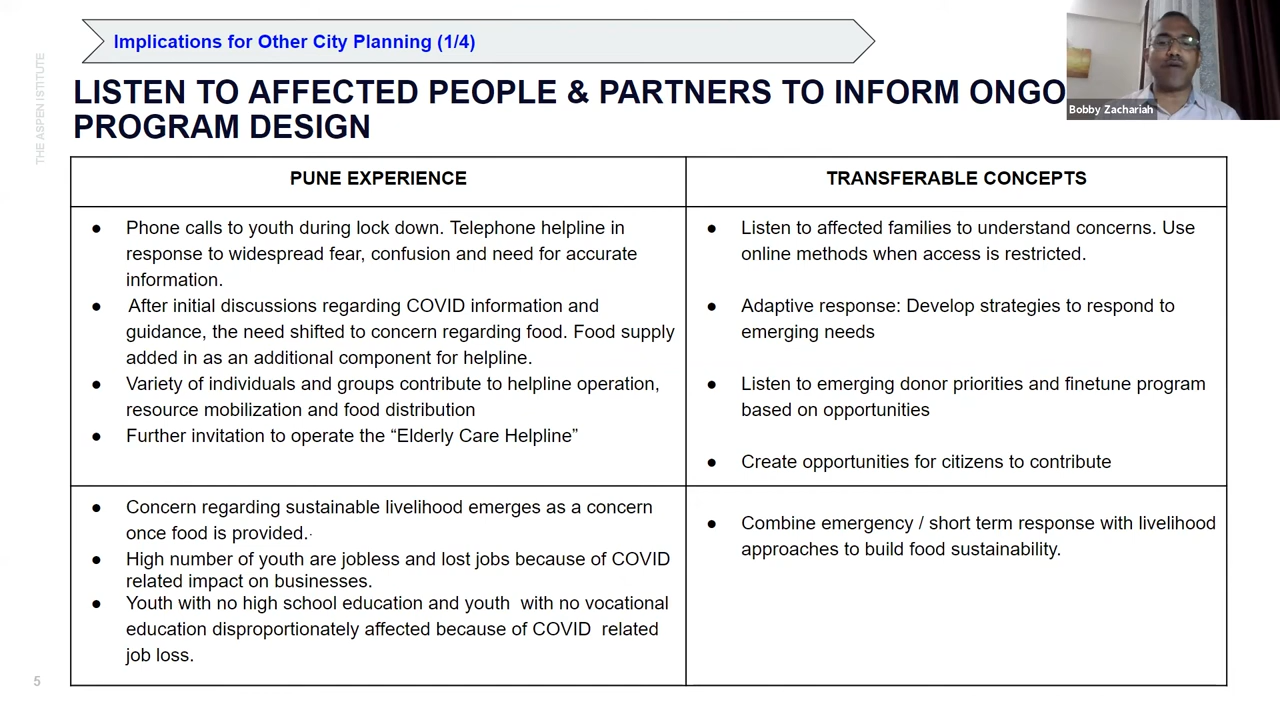 Implications for Other City Planning (1/4)
THE ASPEN ISTITUTE
LISTEN TO AFFECTED PEOPLE & PARTNERS TO INFORM ONGO
PROGRAM DESIGN
Bobby Zachariah
PUNE EXPERIENCE
● Phone calls to youth during lock down. Telephone helpline in
response to widespread fear, confusion and need for accurate
information.
● After initial discussions regarding COVID information and
guidance, the need shifted to concern regarding food. Food supply
added in as an additional component for helpline.
● Variety of individuals and groups contribute to helpline operation,
resource mobilization and food distribution
● Further invitation to operate the “Elderly Care Helpline”
TRANSFERABLE CONCEPTS
● Listen to affected families to understand concerns. Use
online methods when access is restricted.
● Adaptive response: Develop strategies to respond to
emerging needs
● Listen to emerging donor priorities and finetune program
based on opportunities
● Create opportunities for citizens to contribute
● Concern regarding sustainable livelihood emerges as a concern
once food is provided.
● High number of youth are jobless and lost jobs because of COVID
related impact on businesses.
● Youth with no high school education and youth with no vocational
education disproportionately affected because of COVID related
job loss.
● Combine emergency / short term response with livelihood
approaches to build food sustainability.
5